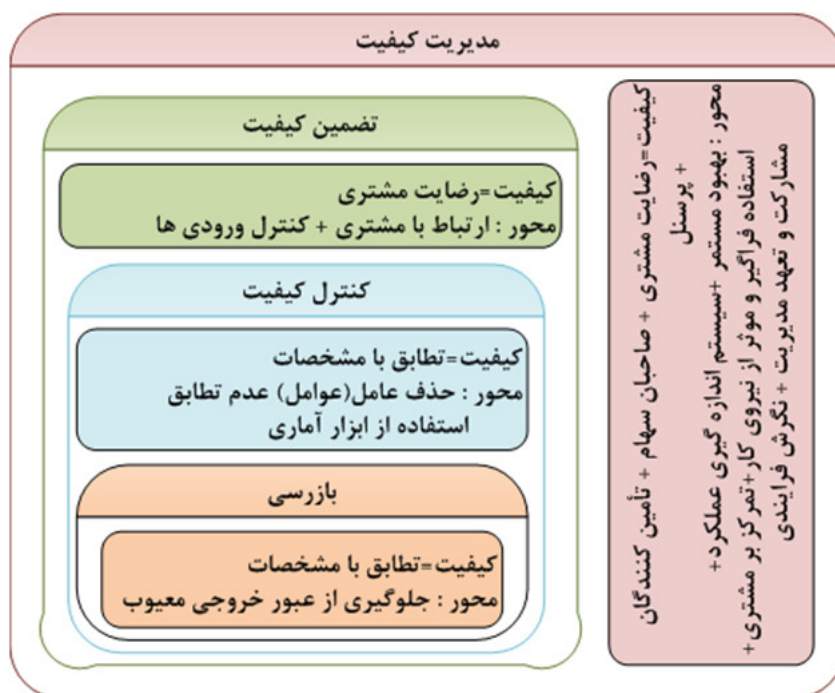 مدیریت کیفیت
کیفیت=رضایت مشتری + صاحبان سهام + تأمین کنندگان
+ پرسنل
محور : بهبود مستمر +سیستم اندازه گیری عملکرد+
استفاده فراگیر و موثر از نیروی کار+تمرکز بر مشتری+
مشارکت و تعهد مدیریت + نگرش فرایندی
تضمین کیفیت
کیفیت=رضایت مشتری
محور : ارتباط با مشتری + کنترل ورودی ها
کنترل کیفیت
کیفیت=تطابق با مشخصات
محور : حذف عامل(عوامل) عدم تطابق
استفاده از ابزار آماری
بازرسی
کیفیت=تطابق با مشخصات
محور : جلوگیری از عبور خروجی معیوب